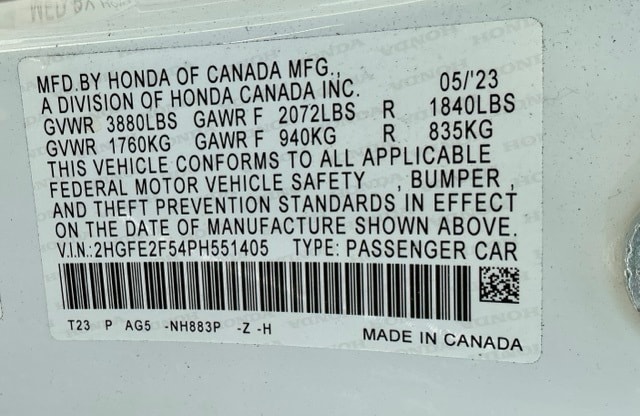 MFD.BY HONDA OF CANADA MFG., 05/'23
A DIVISION OF HONDA CANADA INC.
GVWR 3880LBS GAWR F 2072LBS R 1840LBS
GVWR 1760KG GAWR F 940KG R 835KG
THIS VEHICLE CONFORMS TO ALL APPLICABLE
FEDERAL MOTOR VEHICLE SAFETY , BUMPER ,
AND THEFT PREVENTION STANDARDS IN EFFECT
ON THE DATE OF MANUFACTURE SHOWN ABOVE.
V.I.N.:2HGFE2F54PH551405 TYPE: PASSENGER CAR
T23 P AG5 -NH883P -Z -H
MADE IN CANADA